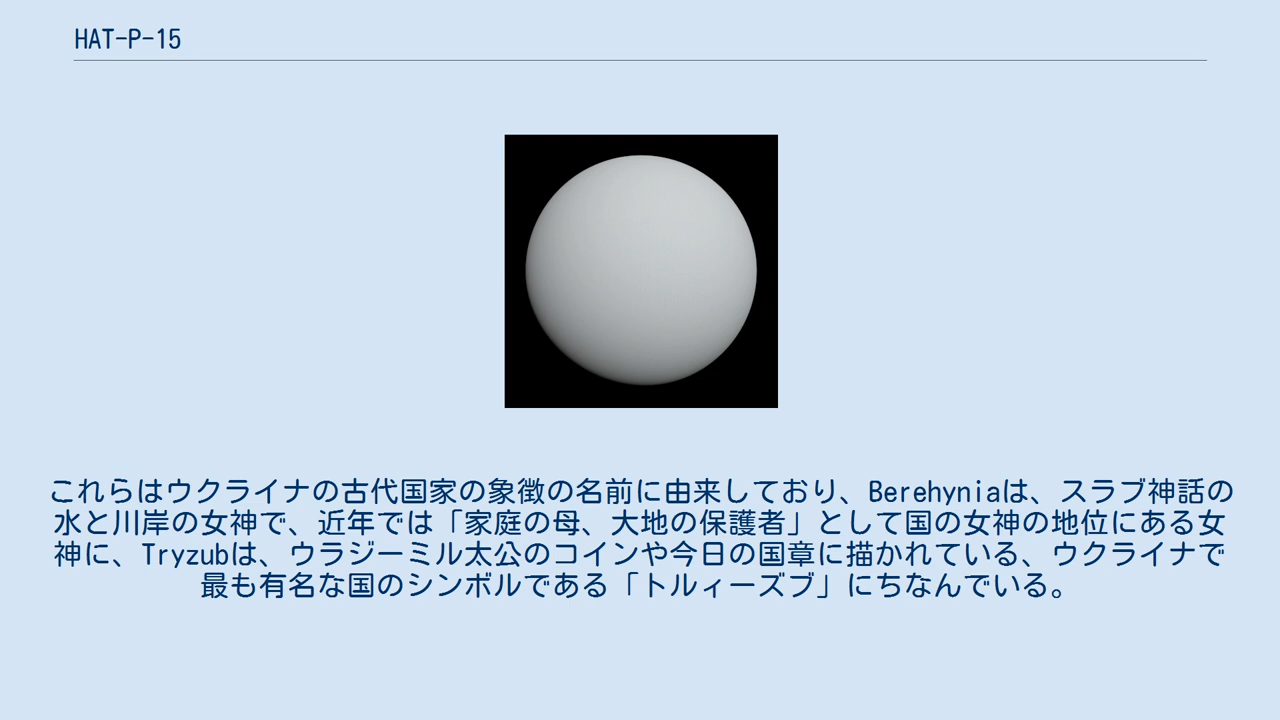 HAT-P-15
これらはウクライナの古代国家の象徴の名前に由来しており、Berehyniaは、スラブ神話の
水と川岸の女神で、近年では「家庭の母、大地の保護者」として国の女神の地位にある女
神に、Tryzubは、ウラジーミル太公のコインや今日の国章に描かれている、ウクライナで
最も有名な国のシンボルである「トルィーズブ」にちなんでいる。